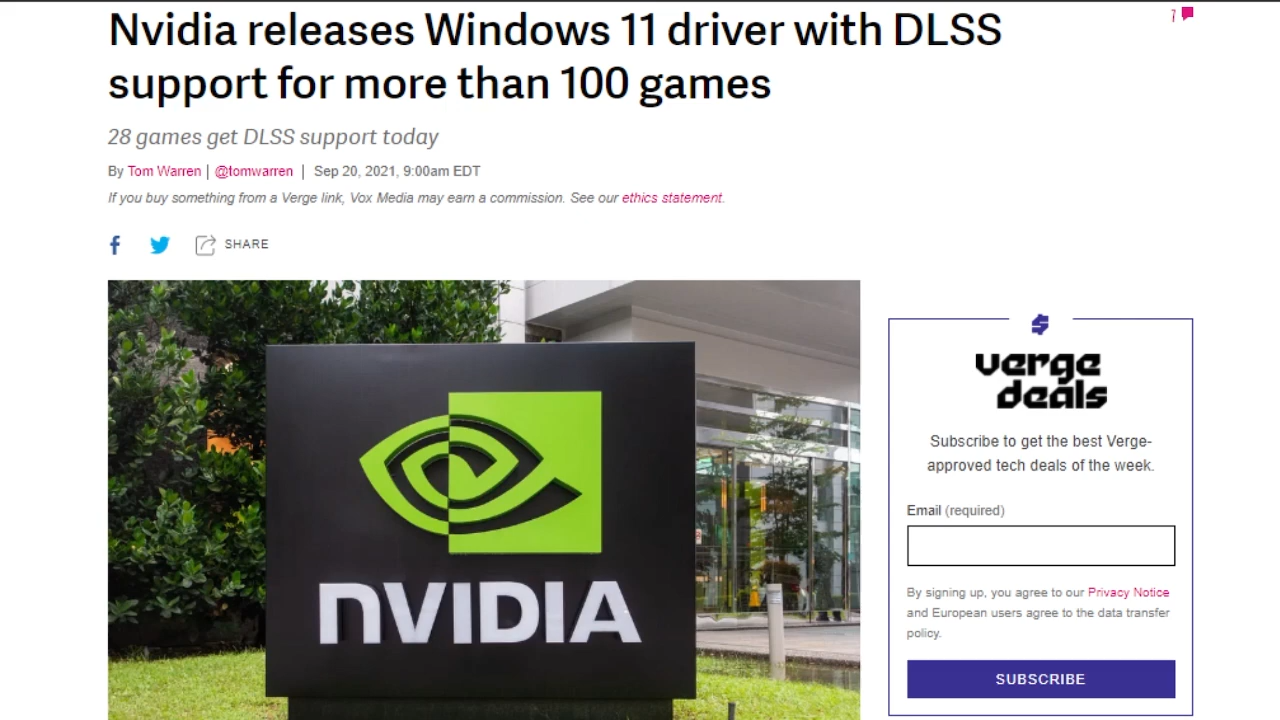 Nvidia releases Windows 11 driver with DLSS
support for more than 100 games
7
28 games get DLSS support today
By Tom Warren | @tomwarren | Sep 20, 2021, 9:00am EDT
If you buy something from a Verge link, Vox Media may earn a commission. See our ethics statement.
SHARE
NVIDIA
verge
deals
Subscribe to get the best Verge-
approved tech deals of the week.
Email (required)
By signing up, you agree to our Privacy Notice
and European users agree to the data transfer
policy.
SUBSCRIBE